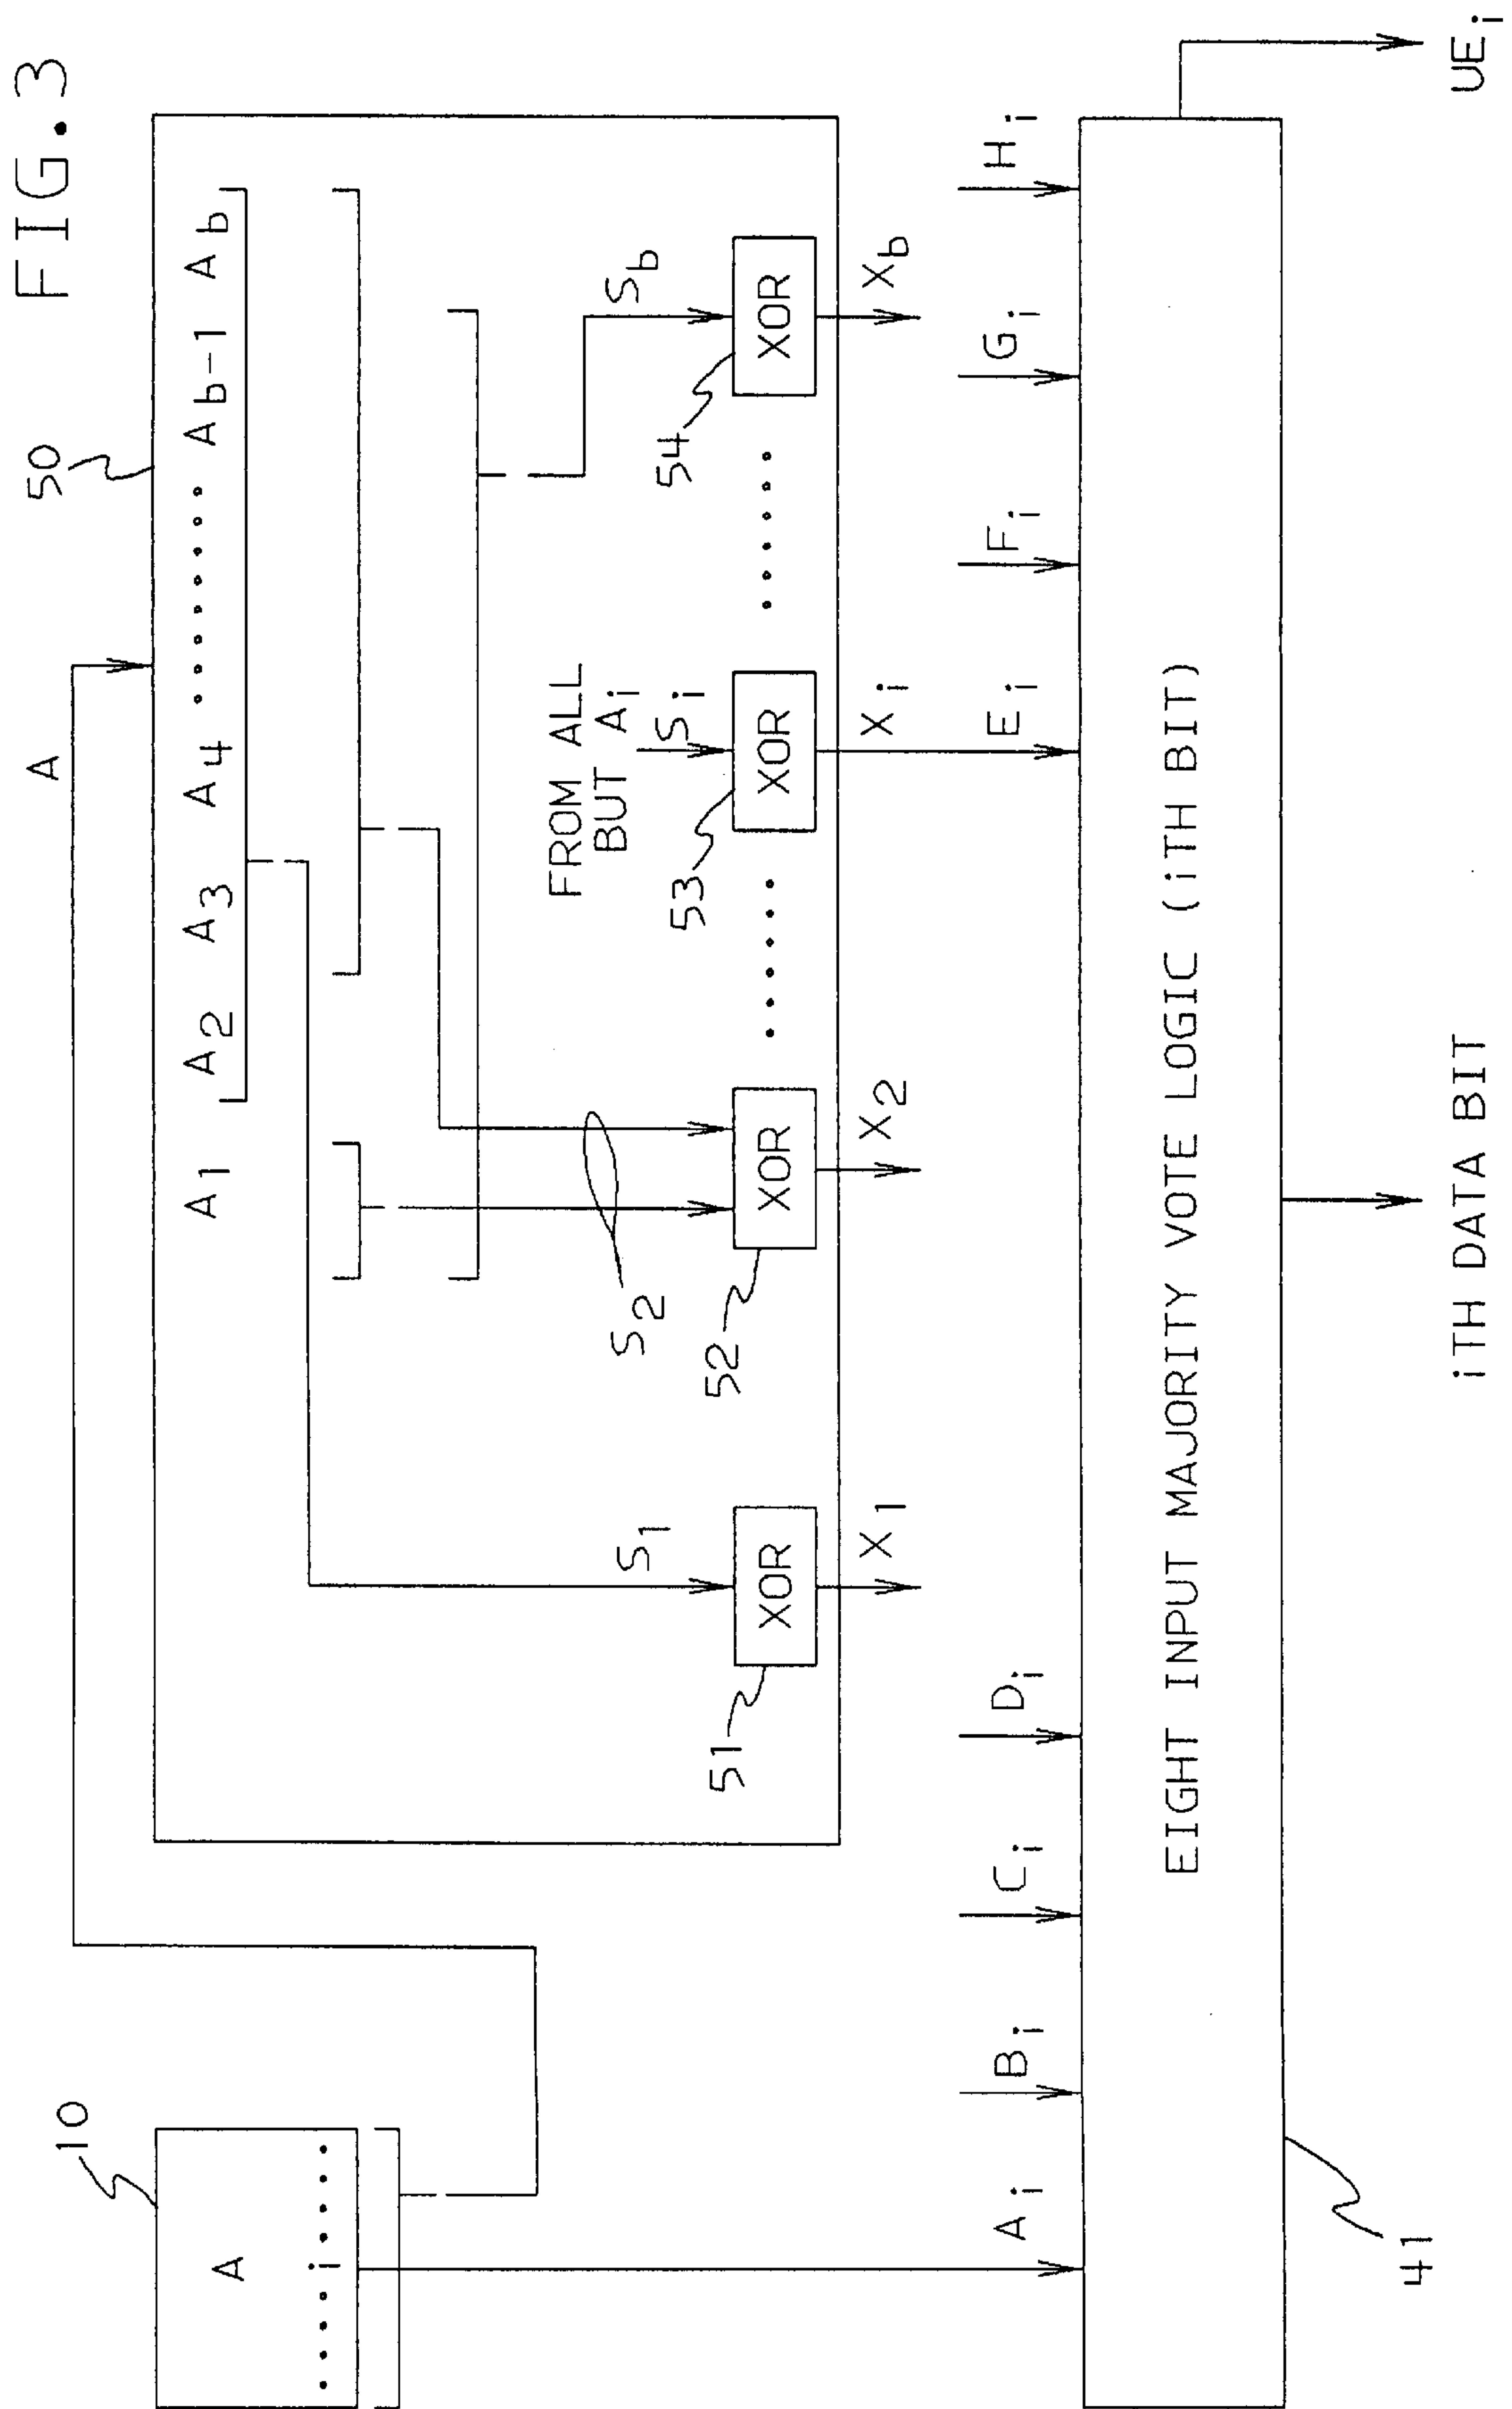 FIG.3
A
50
10
A
i
A1 A2 A3 A4 ........ Ab-1 Ab
FROM ALL
BUT Ai
S1
S2
Si
Sb
51
XOR
52
XOR
53
XOR
54
XOR
X1
X2
Xi
Xb
Ai
Bi
Ci
Di
Ei
Fi
Gi
Hi
EIGHT INPUT MAJORITY VOTE LOGIC (iTH BIT)
41
iTH DATA BIT
UEi